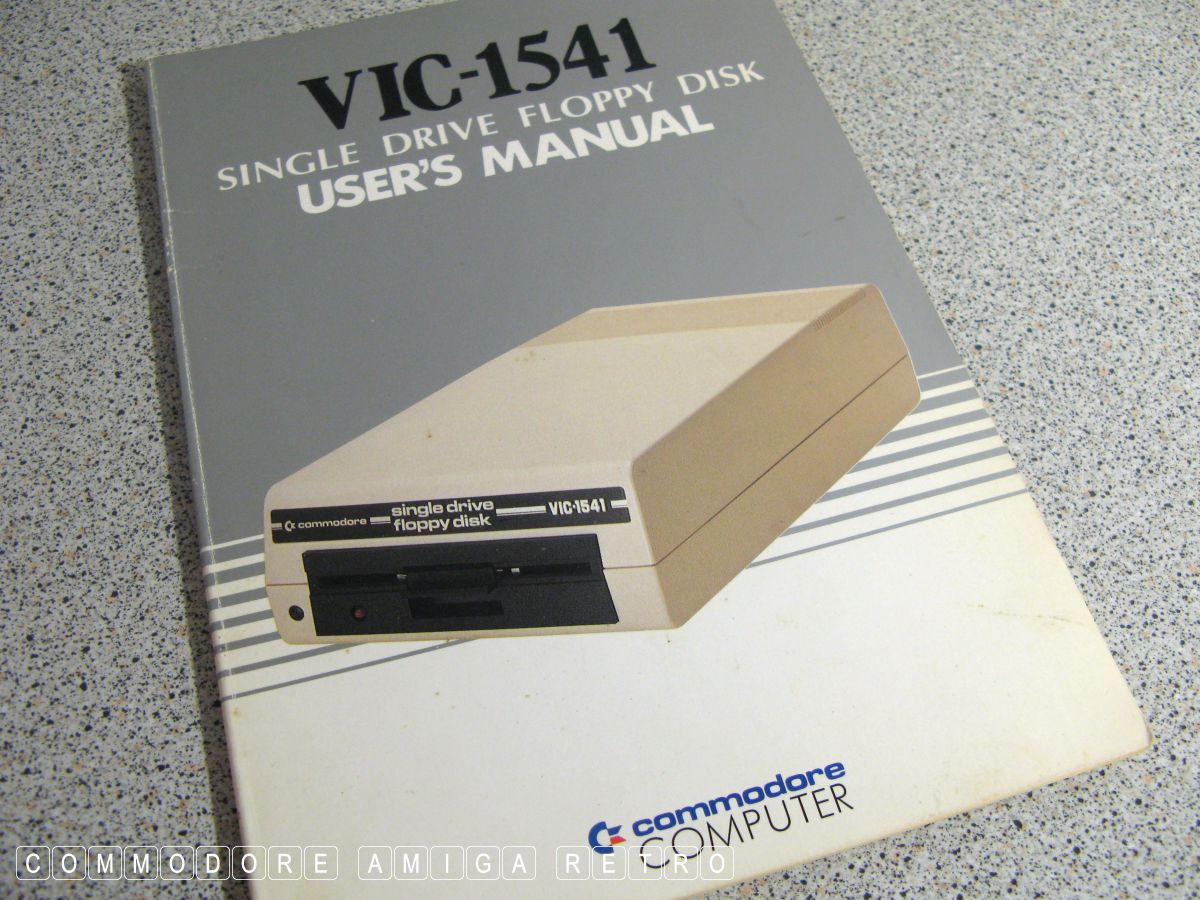 VIC-1541
SINGLE DRIVE FLOPPY DISK
USER'S MANUAL
commodore
single drive
floppy disk
VIC·1541
commodore
COMPUTER
COMMODORE AMIGA RETRO